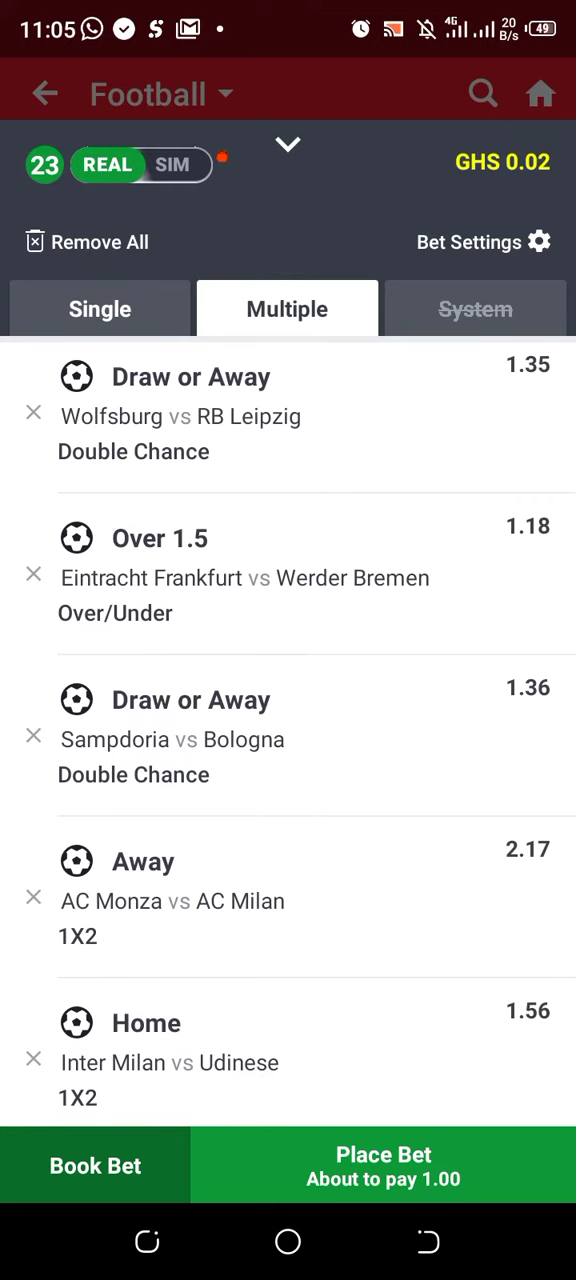 11:05 4G 20 B/s 49
Football
23 REAL SIM GHS 0.02
Remove All Bet Settings
Single Multiple System
Draw or Away 1.35
Wolfsburg vs RB Leipzig
Double Chance
Over 1.5 1.18
Eintracht Frankfurt vs Werder Bremen
Over/Under
Draw or Away 1.36
Sampdoria vs Bologna
Double Chance
Away 2.17
AC Monza vs AC Milan
1X2
Home 1.56
Inter Milan vs Udinese
1X2
Book Bet Place Bet
About to pay 1.00